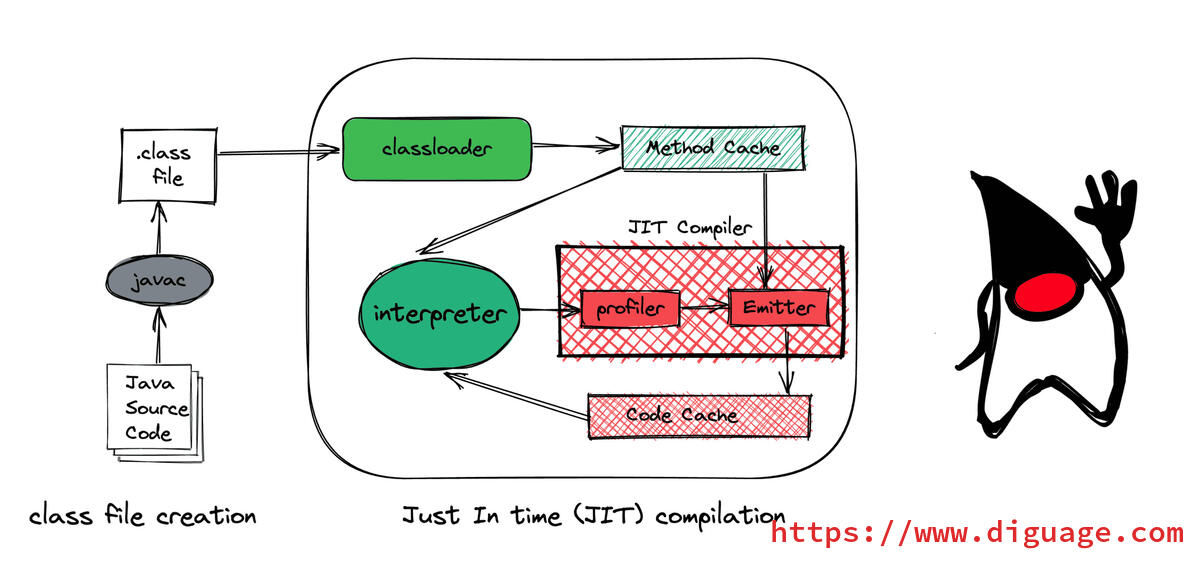 .class
file
javac
Java
Source
Code
class file creation
classloader
Method Cache
JIT Compiler
interpreter
profiler
Emitter
Code Cache
Just In time (JIT) compilation
https://www.diguage.com